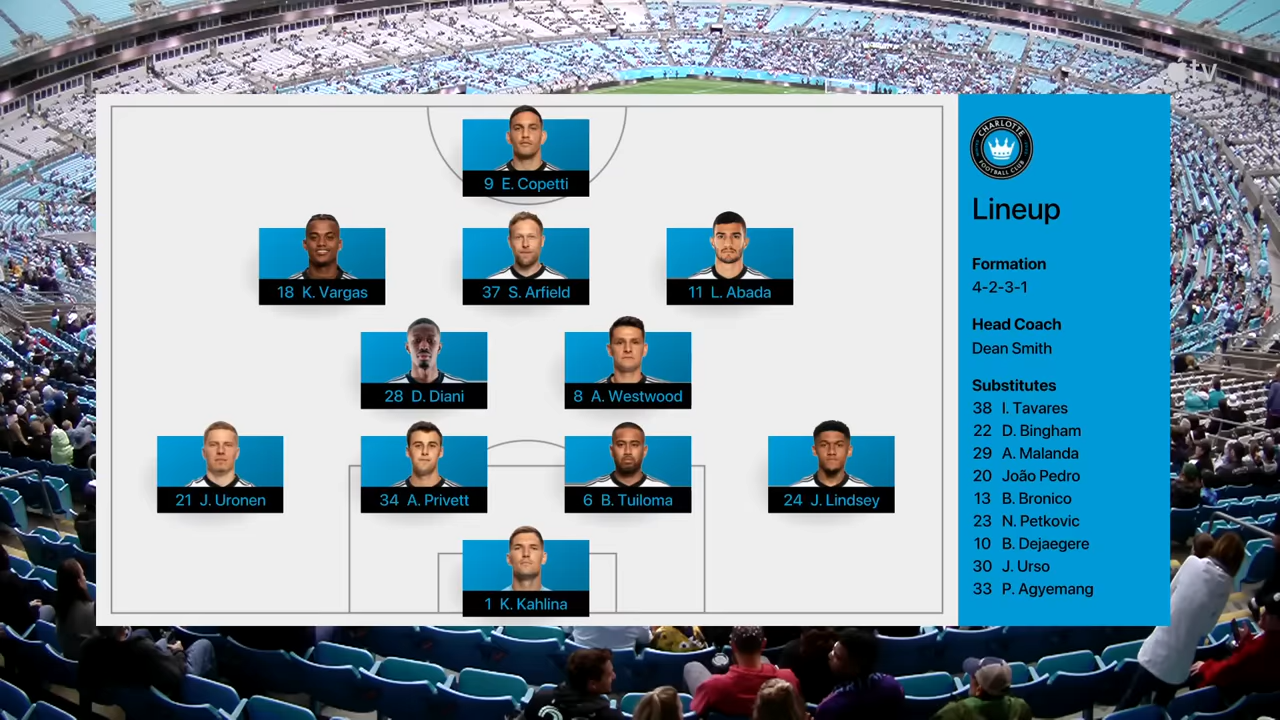 tv
9 E. Copetti
18 K. Vargas
37 S. Arfield
11 L. Abada
28 D. Diani
8 A. Westwood
21 J. Uronen
34 A. Privett
6 B. Tuiloma
24 J. Lindsey
1 K. Kahlina
CHARLOTTE
FOOTBALL CLUB
Lineup
Formation
4-2-3-1
Head Coach
Dean Smith
Substitutes
38 I. Tavares
22 D. Bingham
29 A. Malanda
20 João Pedro
13 B. Bronico
23 N. Petkovic
10 B. Dejaegere
30 J. Urso
33 P. Agyemang